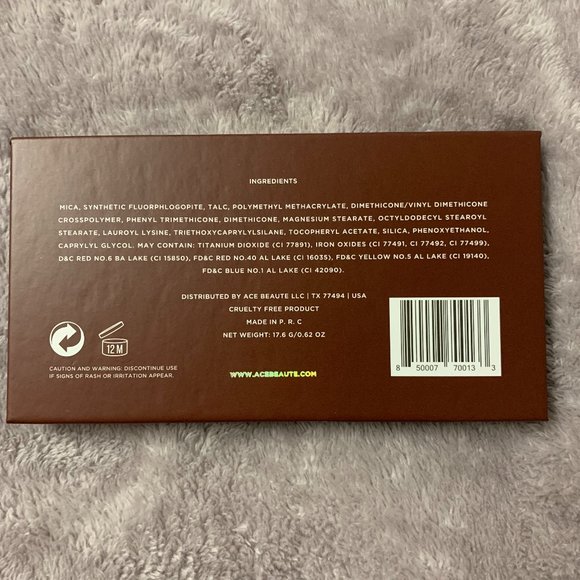 INGREDIENTS
MICA, SYNTHETIC FLUORPHLOGOPITE, TALC, POLYMETHYL METHACRYLATE, DIMETHICONE/VINYL DIMETHICONE
CROSSPOLYMER, PHENYL TRIMETHICONE, DIMETHICONE, MAGNESIUM STEARATE, OCTYLDODECYL STEAROYL
STEARATE, LAUROYL LYSINE, TRIETHOXYCAPRYLYLSILANE, TOCOPHERYL ACETATE, SILICA, PHENOXYETHANOL,
CAPRYLYL GLYCOL. MAY CONTAIN: TITANIUM DIOXIDE (CI 77891), IRON OXIDES (CI 77491, CI 77492, CI 77499),
D&C RED NO.6 BA LAKE (CI 15850), FD&C RED NO.40 AL LAKE (CI 16035), FD&C YELLOW NO.5 AL LAKE (CI 19140),
FD&C BLUE NO.1 AL LAKE (CI 42090).
DISTRIBUTED BY ACE BEAUTE LLC | TX 77494 | USA
CRUELTY FREE PRODUCT
MADE IN P. R. C
NET WEIGHT: 17.6 G/0.62 OZ
12 M
CAUTION AND WARNING: DISCONTINUE USE
IF SIGNS OF RASH OR IRRITATION APPEAR.
WWW.ACEBEAUTE.COM
8 50007 70013 3